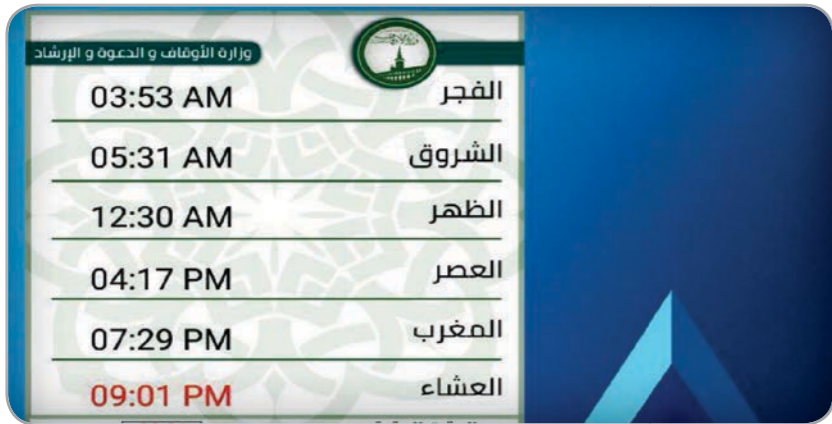 وزارة الأوقاف و الدعوة و الإرشاد
الفجر 03:53 AM
الشروق 05:31 AM
الظهر 12:30 AM
العصر 04:17 PM
المغرب 07:29 PM
العشاء 09:01 PM